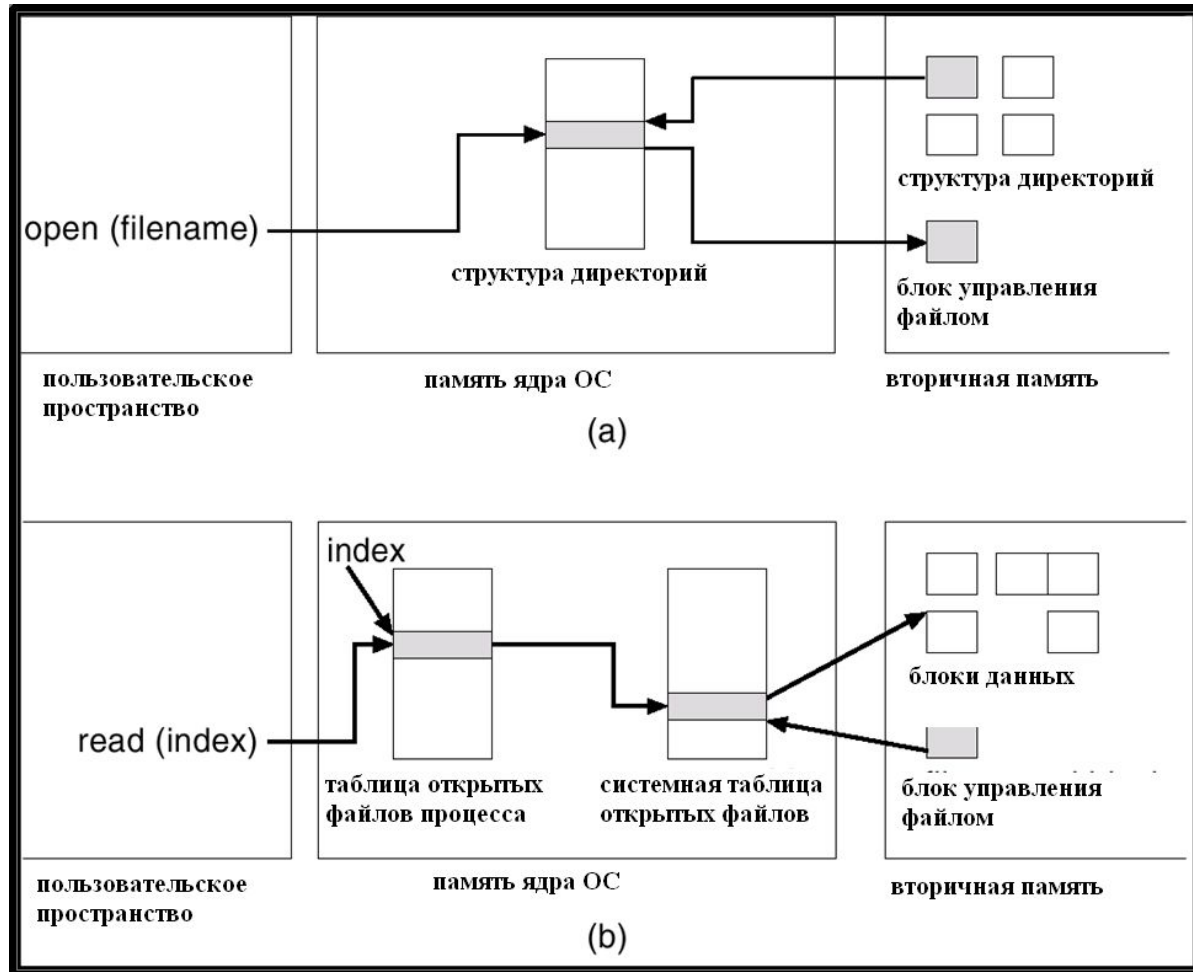 open (filename)
структура директорий
структура директорий
блок управления
файлом
пользовательское
пространство
память ядра ОС
вторичная память
(a)
index
read (index)
таблица открытых
файлов процесса
системная таблица
открытых файлов
блоки данных
блок управления
файлом
пользовательское
пространство
память ядра ОС
вторичная память
(b)